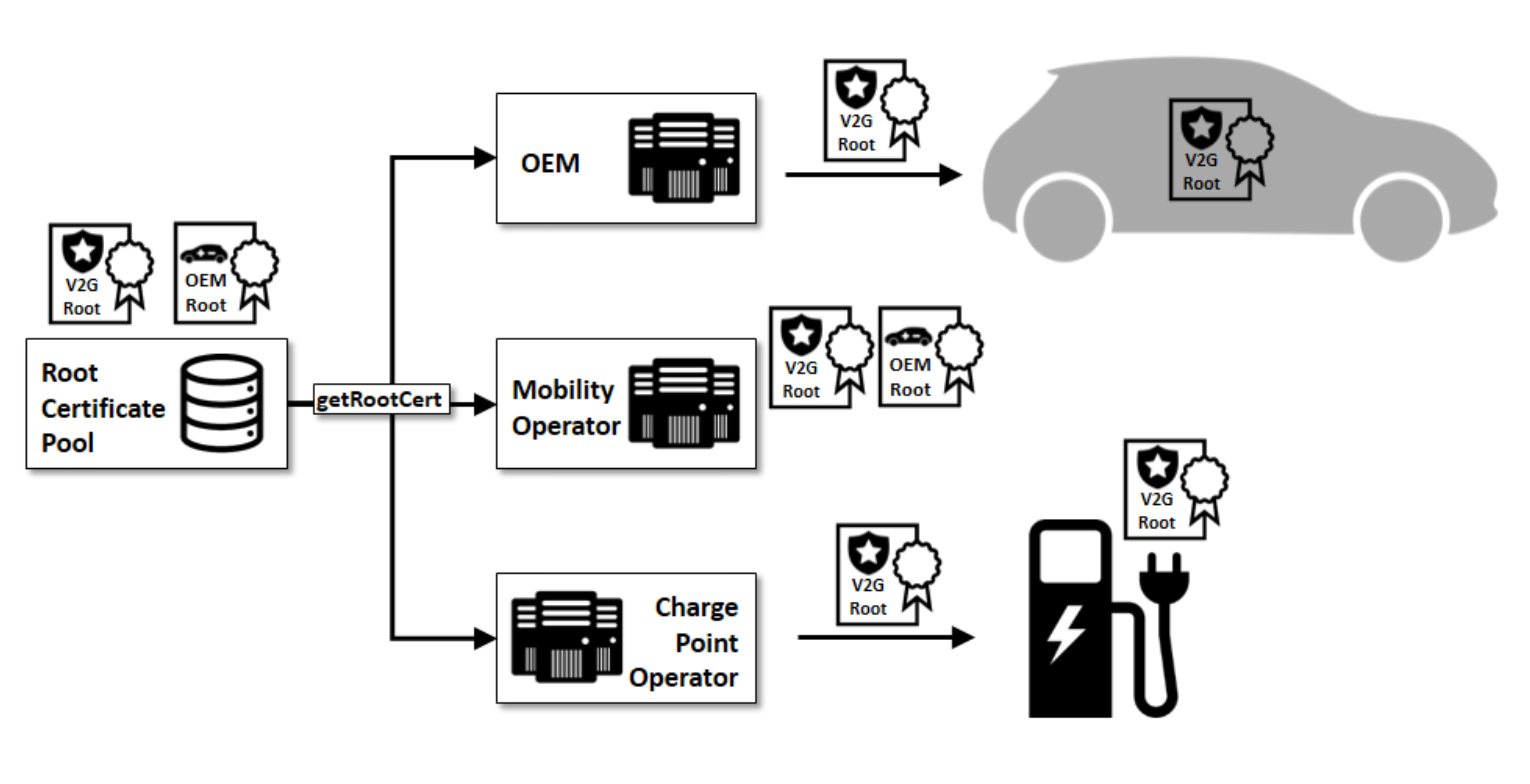 V2G
Root
OEM
Root
Root
Certificate
Pool
getRootCert
OEM
V2G
Root
V2G
Root
Mobility
Operator
V2G
Root
OEM
Root
Charge
Point
Operator
V2G
Root
V2G
Root